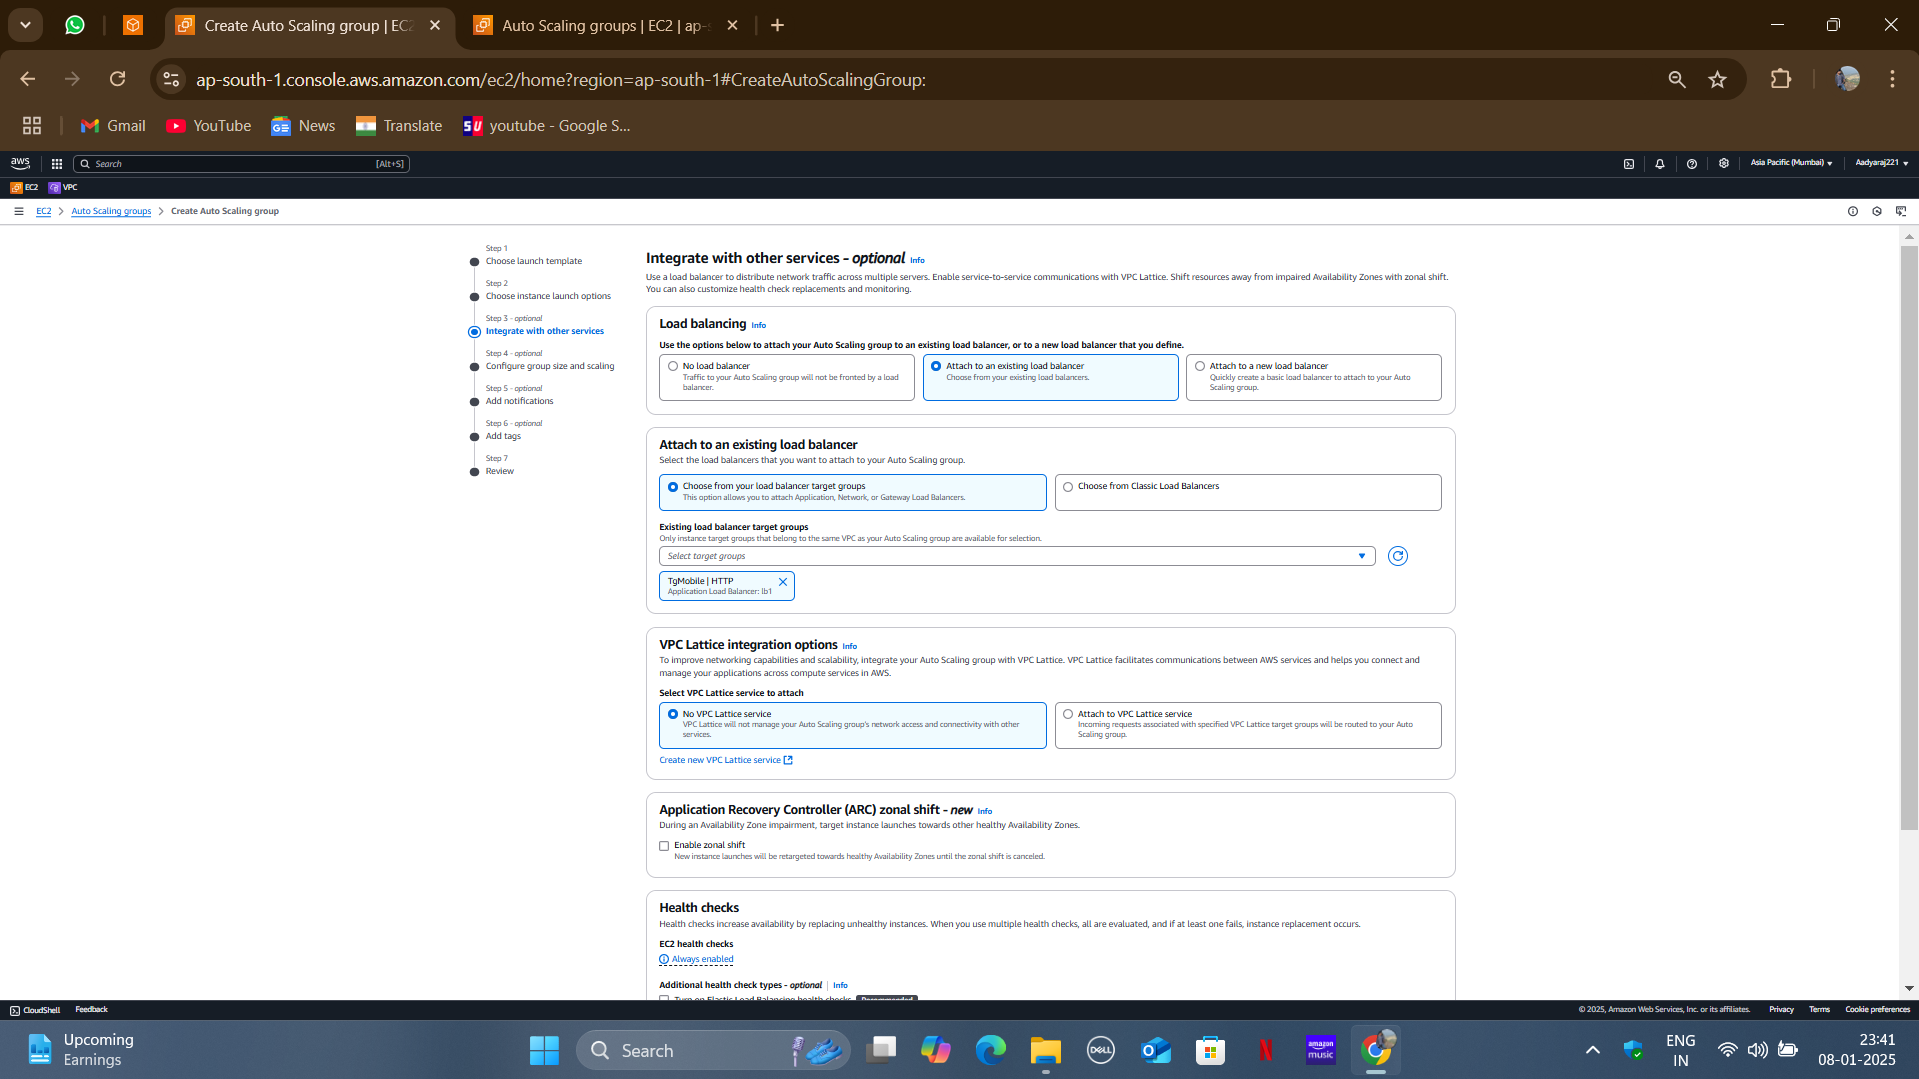 Create Auto Scaling group | EC2
Auto Scaling groups | EC2 | ap-
ap-south-1.console.aws.amazon.com/ec2/home?region=ap-south-1#CreateAutoScalingGroup:
Gmail
YouTube
News
Translate
youtube - Google S...
aws
Search
[Alt+S]
Asia Pacific (Mumbai)
Aadyaraj221
EC2
VPC
EC2 > Auto Scaling groups > Create Auto Scaling group
Step 1
Choose launch template
Step 2
Choose instance launch options
Step 3 - optional
Integrate with other services
Step 4 - optional
Configure group size and scaling
Step 5 - optional
Add notifications
Step 6 - optional
Add tags
Step 7
Review
Integrate with other services - optional Info
Use a load balancer to distribute network traffic across multiple servers. Enable service-to-service communications with VPC Lattice. Shift resources away from impaired Availability Zones with zonal shift.
You can also customize health check replacements and monitoring.
Load balancing Info
Use the options below to attach your Auto Scaling group to an existing load balancer, or to a new load balancer that you define.
No load balancer
Traffic to your Auto Scaling group will not be fronted by a load
balancer.
Attach to an existing load balancer
Choose from your existing load balancers.
Attach to a new load balancer
Quickly create a basic load balancer to attach to your Auto
Scaling group.
Attach to an existing load balancer
Select the load balancers that you want to attach to your Auto Scaling group.
Choose from your load balancer target groups
This option allows you to attach Application, Network, or Gateway Load Balancers.
Choose from Classic Load Balancers
Existing load balancer target groups
Only instance target groups that belong to the same VPC as your Auto Scaling group are available for selection.
Select target groups
TgMobile | HTTP
Application Load Balancer: lb1
VPC Lattice integration options Info
To improve networking capabilities and scalability, integrate your Auto Scaling group with VPC Lattice. VPC Lattice facilitates communications between AWS services and helps you connect and
manage your applications across compute services in AWS.
Select VPC Lattice service to attach
No VPC Lattice service
VPC Lattice will not manage your Auto Scaling group's network access and connectivity with other
services.
Attach to VPC Lattice service
Incoming requests associated with specified VPC Lattice target groups will be routed to your Auto
Scaling group.
Create new VPC Lattice service
Application Recovery Controller (ARC) zonal shift - new Info
During an Availability Zone impairment, target instance launches towards other healthy Availability Zones.
Enable zonal shift
New instance launches will be retargeted towards healthy Availability Zones until the zonal shift is canceled.
Health checks
Health checks increase availability by replacing unhealthy instances. When you use multiple health checks, all are evaluated, and if at least one fails, instance replacement occurs.
EC2 health checks
Always enabled
Additional health check types - optional | Info
Turn on Elastic Load Balancing health checks Recommended
CloudShell
Feedback
© 2025, Amazon Web Services, Inc. or its affiliates.
Privacy
Terms
Cookie preferences
Upcoming
Earnings
Search
DELL
amazon
music
ENG
IN
23:41
08-01-2025